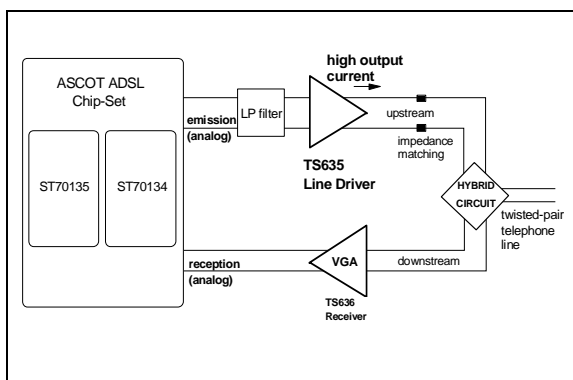 ASCOT ADSL
Chip-Set
ST70135
ST70134
emission
(analog)
LP filter
high output
current
TS635
Line Driver
upstream
impedance
matching
HYBRID
CIRCUIT
twisted-pair
telephone
line
reception
(analog)
VGA
TS636
Receiver
downstream